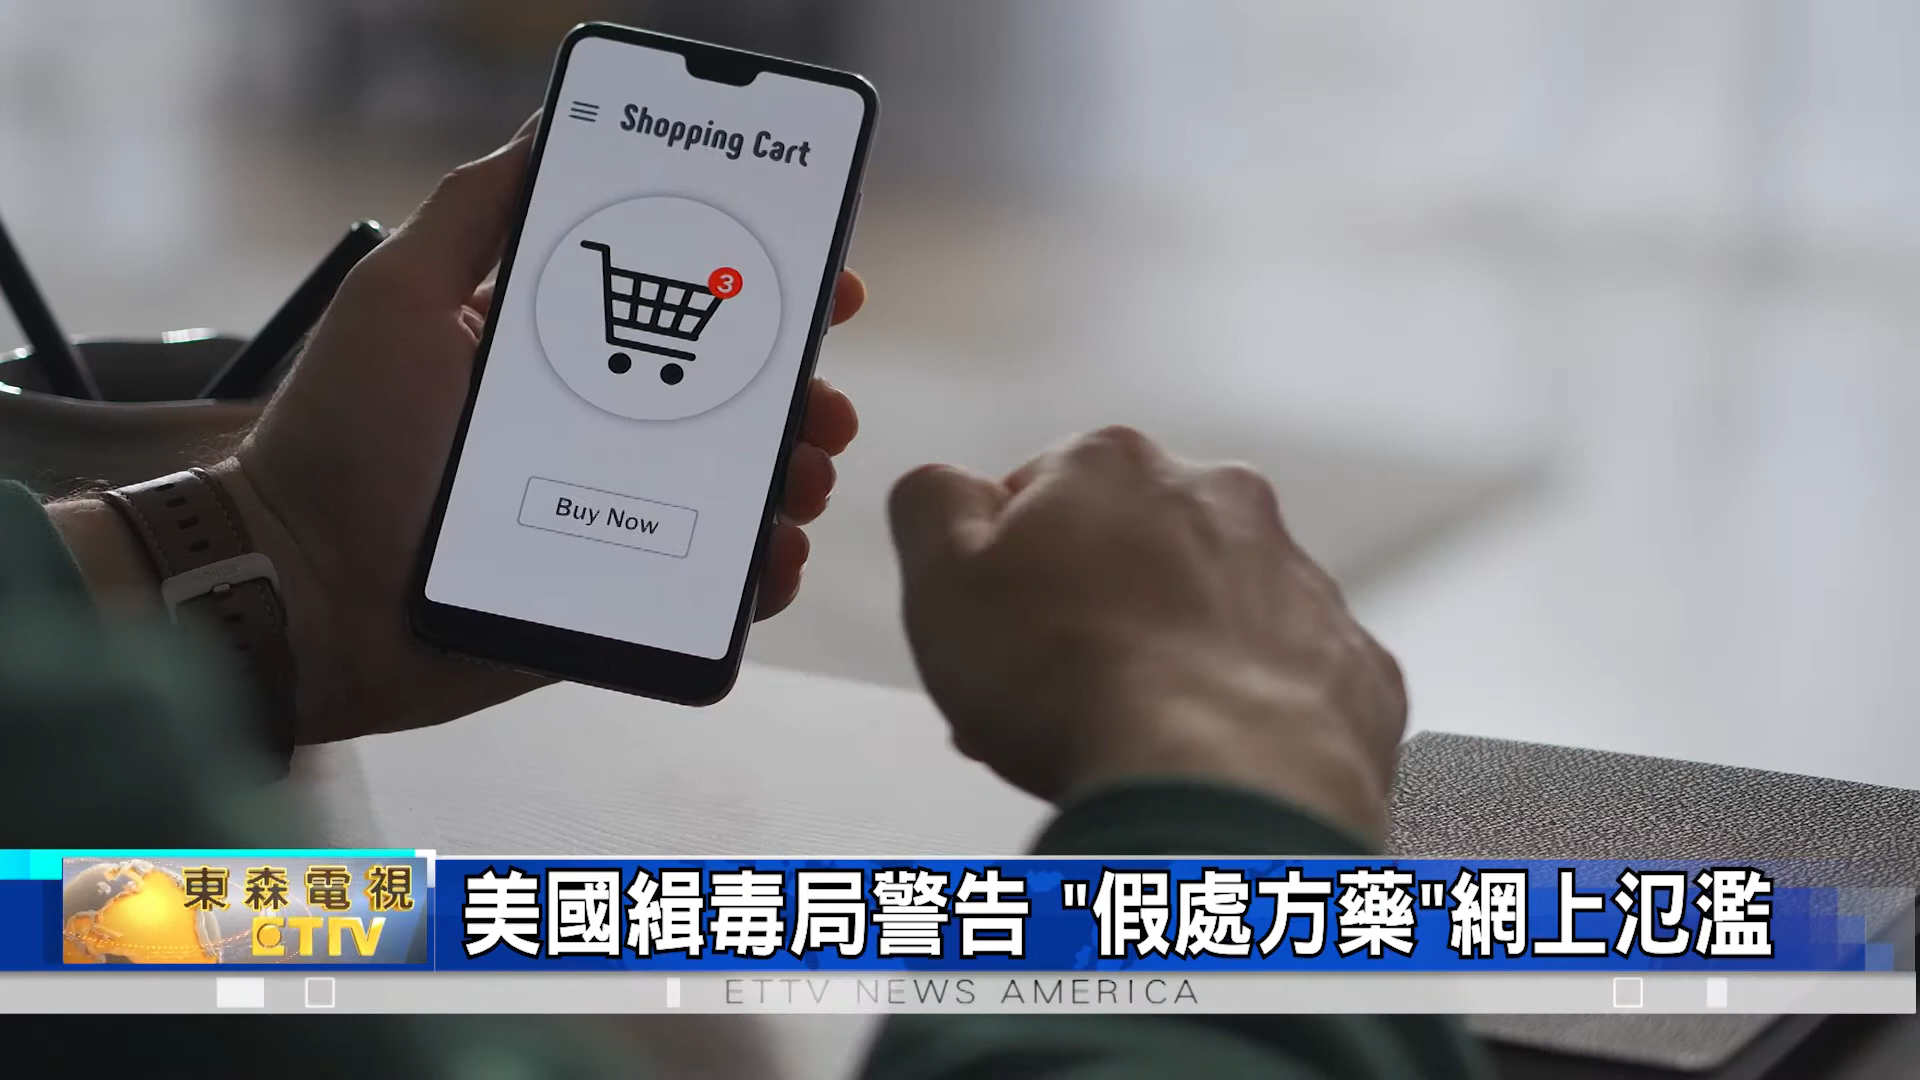 Shopping Cart
3
Buy Now
東森電視
ETTV
美國緝毒局警告 "假處方藥"網上氾濫
ETTV NEWS AMERICA